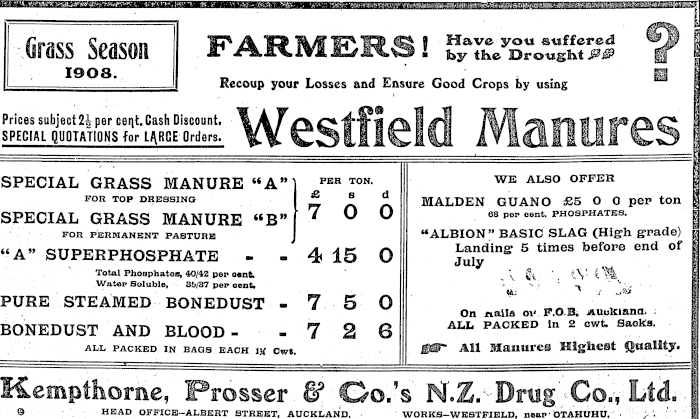 Grass Season
1908.
FARMERS!
Have you suffered
by the Drought
?
Recoup your Losses and Ensure Good Crops by using
Prices subject 2½ per cent. Cash Discount.
SPECIAL QUOTATIONS for LARGE Orders.
Westfield Manures
PER TON.
£ s d
SPECIAL GRASS MANURE "A"
FOR TOP DRESSING
SPECIAL GRASS MANURE "B"
FOR PERMANENT PASTURE
7 0 0
"A" SUPERPHOSPHATE - - 4 15 0
Total Phosphates, 40/42 per cent.
Water Soluble, 35/37 per cent.
PURE STEAMED BONEDUST - 7 5 0
BONEDUST AND BLOOD - - 7 2 6
ALL PACKED IN BAGS EACH 1¼ Cwt.
WE ALSO OFFER
MALDEN GUANO £5 0 0 per ton
68 per cent. PHOSPHATES.
"ALBION" BASIC SLAG (High grade)
Landing 5 times before end of
July
On Rails or F.O.B. Auckland.
ALL PACKED in 2 cwt. Sacks.
All Manures Highest Quality.
Kempthorne, Prosser & Co.'s N.Z. Drug Co., Ltd.
HEAD OFFICE–ALBERT STREET, AUCKLAND. WORKS–WESTFIELD, near OTAHUHU.